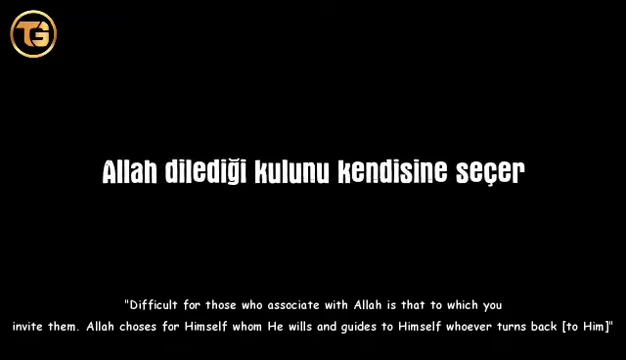 TG
Allah dilediği kulunu kendisine seçer
"Difficult for those who associate with Allah is that to which you
invite them. Allah choses for Himself whom He wills and guides to Himself whoever turns back [to Him]"